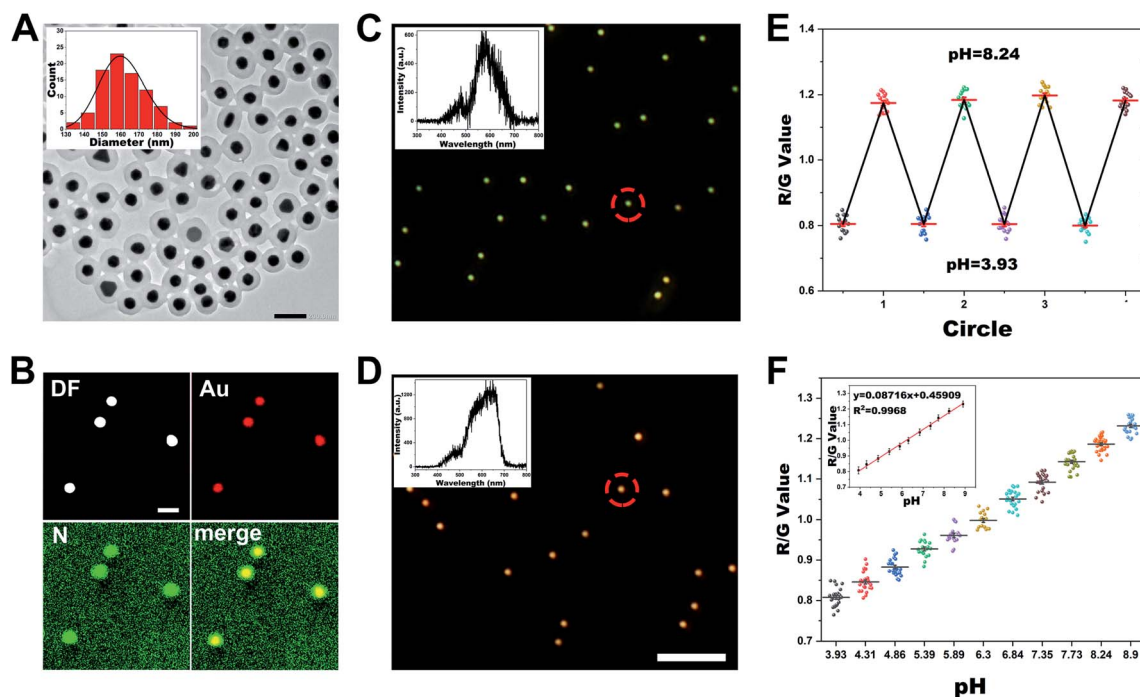 A
Count
30
25
20
15
10
5
0
130 140 150 160 170 180 190 200
Diameter (nm)
B
DF
Au
N
merge
C
Intensity (a.u.)
600
400
200
0
300 400 500 600 700 800
Wavelength (nm)
D
Intensity (a.u.)
1200
800
400
0
300 400 500 600 700 800
Wavelength (nm)
E
R/G Value
1.4
1.2
1.0
0.8
0.6
pH=8.24
pH=3.93
1 2 3
Circle
F
R/G Value
1.3
1.2
1.1
1.0
0.9
0.8
0.7
y=0.08716x+0.45909
R²=0.9968
R/G Value
1.3
1.2
1.1
1.0
0.9
0.8
0.7
4 5 6 7 8 9
pH
3.93 4.31 4.86 5.39 5.89 6.3 6.84 7.35 7.73 8.24 8.9
pH